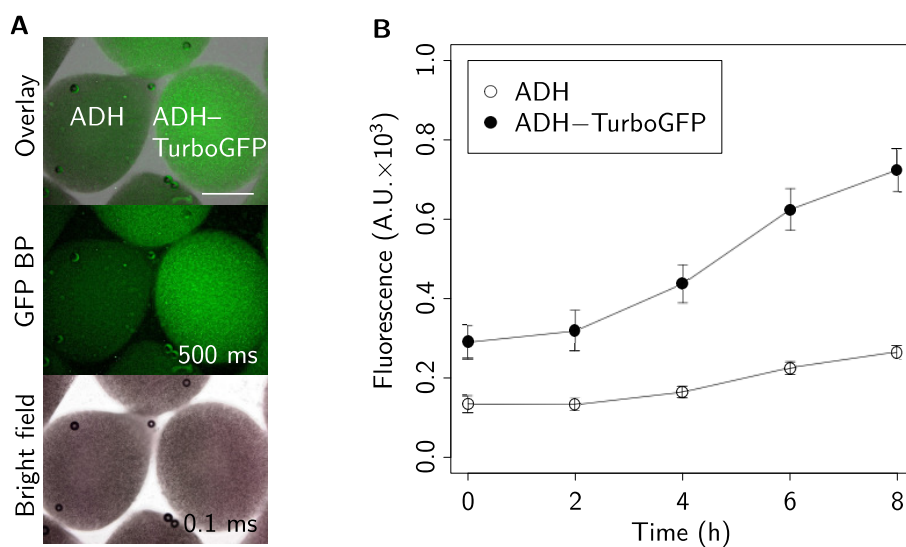 A
Overlay
ADH
ADH–
TurboGFP
GFP BP
500 ms
Bright field
0.1 ms
B
Fluorescence (A.U.×10³)
1.0
0.8
0.6
0.4
0.2
0.0
ADH
ADH–TurboGFP
0 2 4 6 8
Time (h)